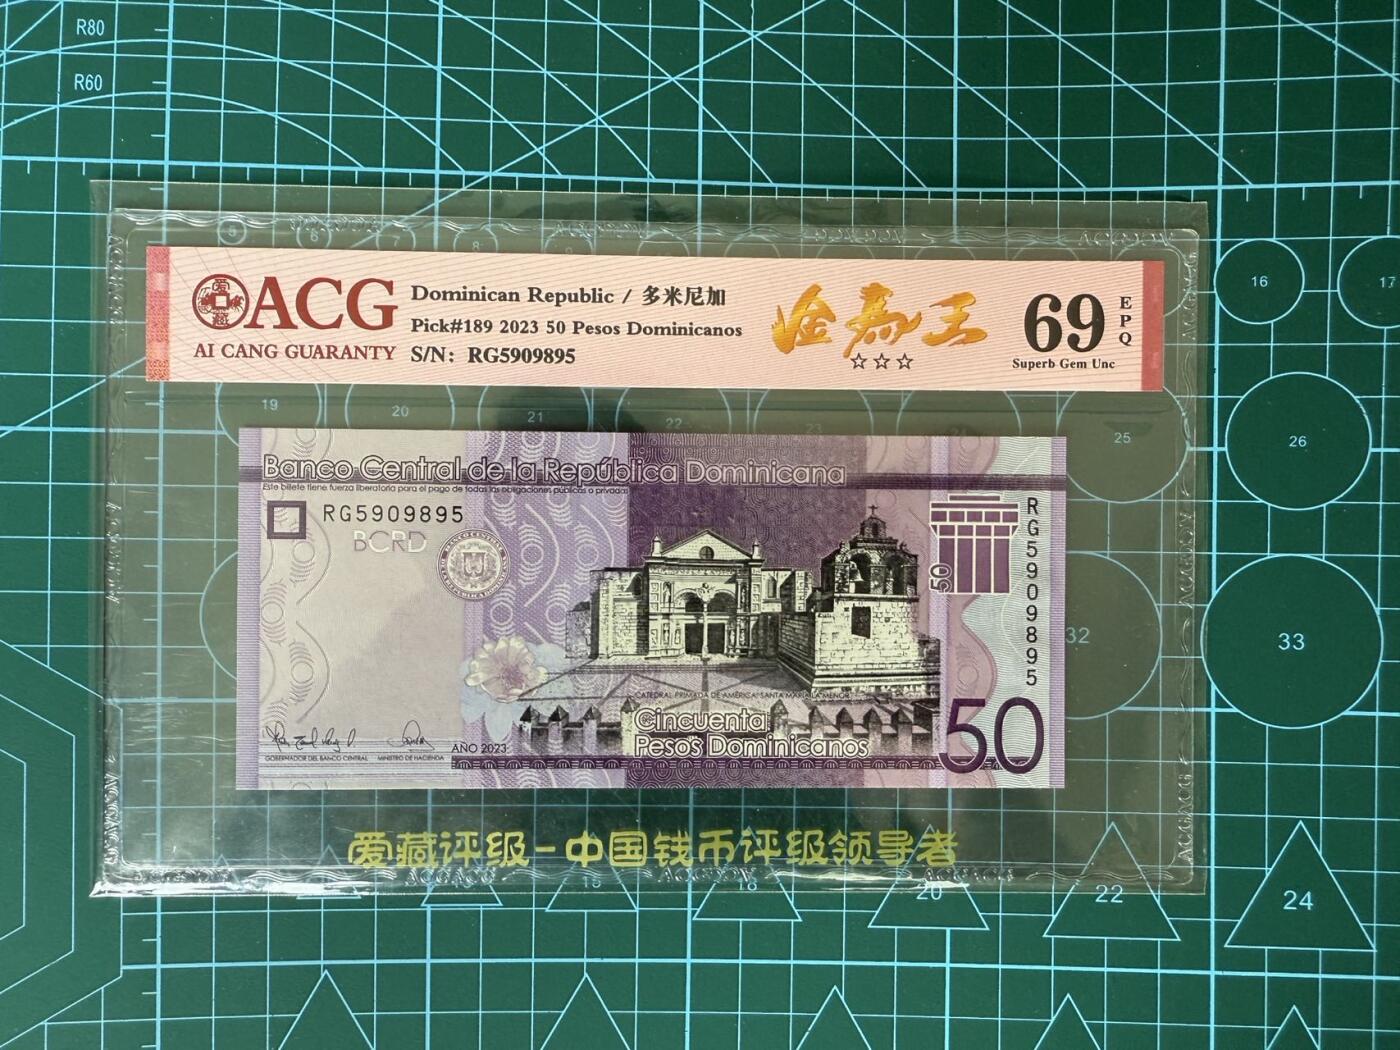 R80
R60
ACG
AI CANG GUARANTY
Dominican Republic / 多米尼加
Pick#189 2023 50 Pesos Dominicanos
S/N: RG5909895
☆☆☆
69
EPQ
Superb Gem Unc
16
17
19
20
21
22
23
25
26
Banco Central de la República Dominicana
Este billete tiene fuerza liberatoria para el pago de todas las obligaciones públicas o privadas
RG5909895
BCRD
50
RG5909895
32
33
CATEDRAL PRIMADA DE AMÉRICA, SANTA MARÍA LA MENOR
Cincuenta
Pesos Dominicanos
50
AÑO 2023
GOBERNADOR DEL BANCO CENTRAL
MINISTRO DE HACIENDA
爱藏评级-中国钱币评级领导者
20
22
24